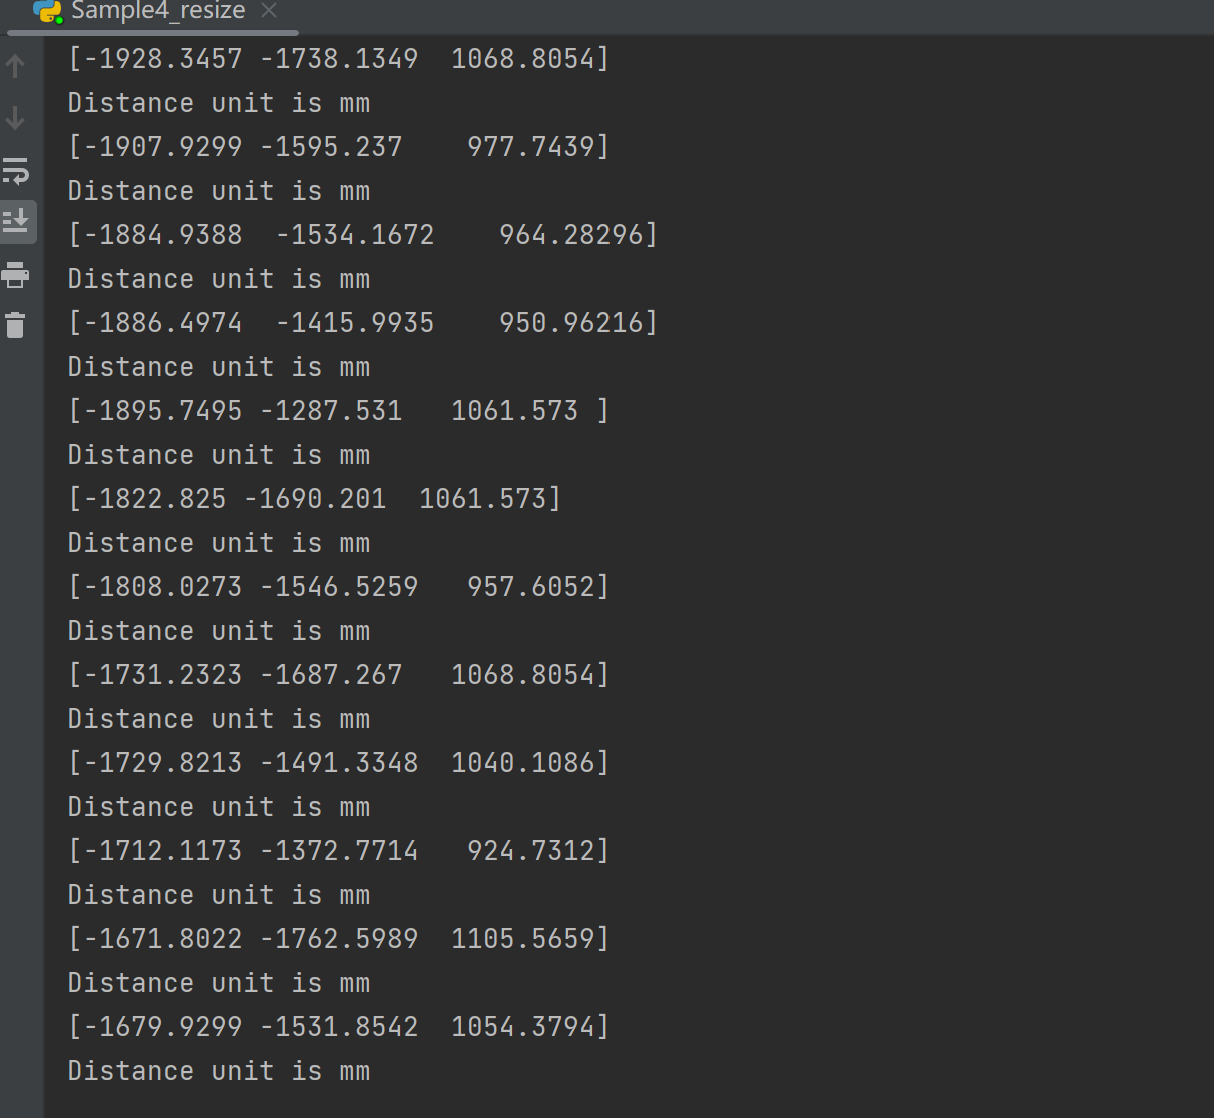 Sample4_resize
[-1928.3457 -1738.1349  1068.8054]
Distance unit is mm
[-1907.9299 -1595.237    977.7439]
Distance unit is mm
[-1884.9388  -1534.1672    964.28296]
Distance unit is mm
[-1886.4974  -1415.9935    950.96216]
Distance unit is mm
[-1895.7495 -1287.531   1061.573 ]
Distance unit is mm
[-1822.825 -1690.201  1061.573]
Distance unit is mm
[-1808.0273 -1546.5259   957.6052]
Distance unit is mm
[-1731.2323 -1687.267   1068.8054]
Distance unit is mm
[-1729.8213 -1491.3348  1040.1086]
Distance unit is mm
[-1712.1173 -1372.7714   924.7312]
Distance unit is mm
[-1671.8022 -1762.5989  1105.5659]
Distance unit is mm
[-1679.9299 -1531.8542  1054.3794]
Distance unit is mm